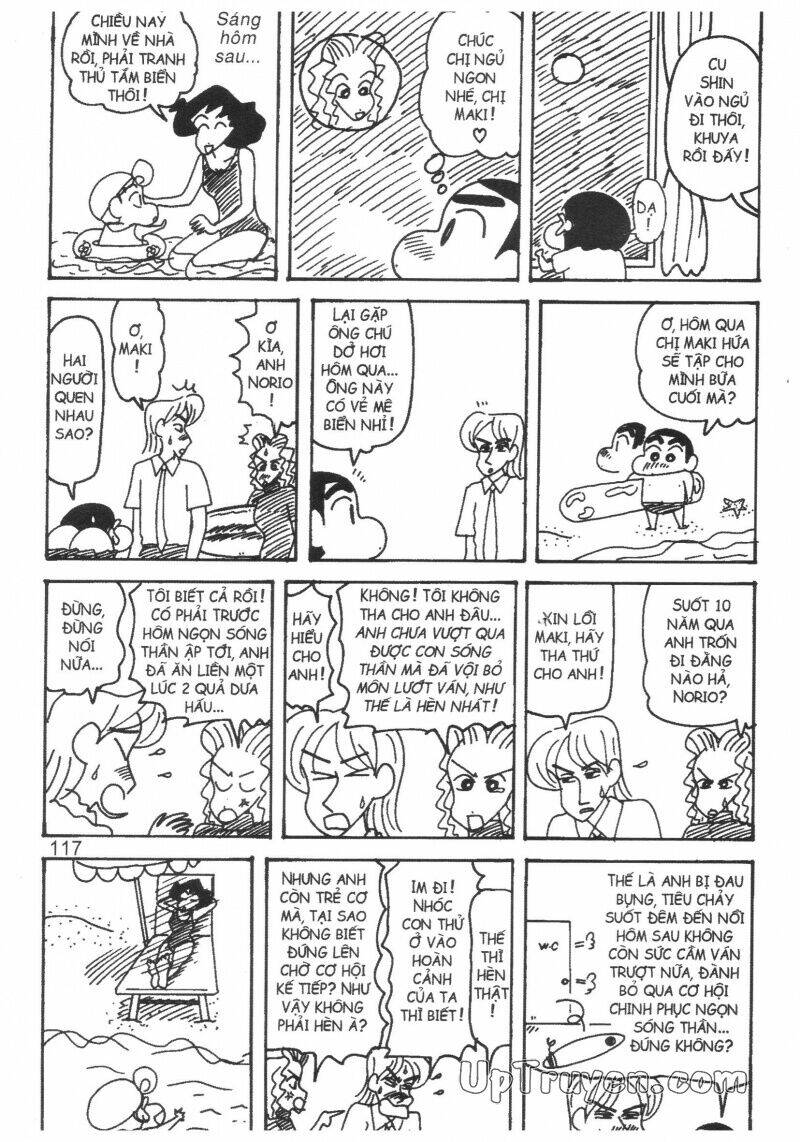 CU
SHIN
VÀO NGỦ
ĐI THÔI,
KHUYA
RỒI ĐẤY!
DẠ
!
CHÚC
CHỊ NGỦ
NGON
NHÉ, CHỊ
MAKI!
♡
Sáng
hôm
sau...
CHIỀU NAY
MÌNH VỀ NHÀ
RỒI, PHẢI TRANH
THỦ TẮM BIỂN
THÔI!
Ơ, HÔM QUA
CHỊ MAKI HỨA
SẼ TẬP CHO
MÌNH BỮA
CUỐI MÀ?
LẠI GẶP
ÔNG CHÚ
DỞ HƠI
HÔM QUA...
ÔNG NÀY
CÓ VẺ MÊ
BIỂN NHỈ!
Ơ
KÌA,
ANH
NORIO
!
Ơ,
MAKI
!
HAI
NGƯỜI
QUEN
NHAU
SAO?
SUỐT 10
NĂM QUA
ANH TRỐN
ĐI ĐẰNG
NÀO HẢ,
NORIO?
XIN LỖI
MAKI, HÃY
THA THỨ
CHO ANH!
KHÔNG! TÔI KHÔNG
THA CHO ANH ĐÂU...
ANH CHƯA VƯỢT QUA
ĐƯỢC CON SÓNG
THẦN MÀ ĐÃ VỘI BỎ
MÔN LƯỚT VÁN, NHƯ
THẾ LÀ HÈN NHÁT!
HÃY
HIỂU
CHO
ANH!
TÔI BIẾT CẢ RỒI!
CÓ PHẢI TRƯỚC
HÔM NGỌN SÓNG
THẦN ẬP TỚI, ANH
ĐÃ ĂN LIỀN MỘT
LÚC 2 QUẢ DƯA
HẤU...
ĐỪNG,
ĐỪNG
NÓI
NỮA...
117
THẾ LÀ ANH BỊ ĐAU
BỤNG, TIÊU CHẢY
SUỐT ĐÊM ĐẾN NỖI
HÔM SAU KHÔNG
CÒN SỨC CẦM VÁN
TRƯỢT NỮA, ĐÀNH
BỎ QUA CƠ HỘI
CHINH PHỤC NGỌN
SÓNG THẦN...
ĐÚNG KHÔNG?
W.C
THẾ
THÌ
HÈN
THẬT
!
IM ĐI!
NHÓC
CON THỬ
Ở VÀO
HOÀN
CẢNH
CỦA TA
THÌ BIẾT!
NHƯNG ANH
CÒN TRẺ CƠ
MÀ, TẠI SAO
KHÔNG BIẾT
ĐỨNG LÊN
CHỜ CƠ HỘI
KẾ TIẾP? NHƯ
VẬY KHÔNG
PHẢI HÈN À?
UpTruyen.com